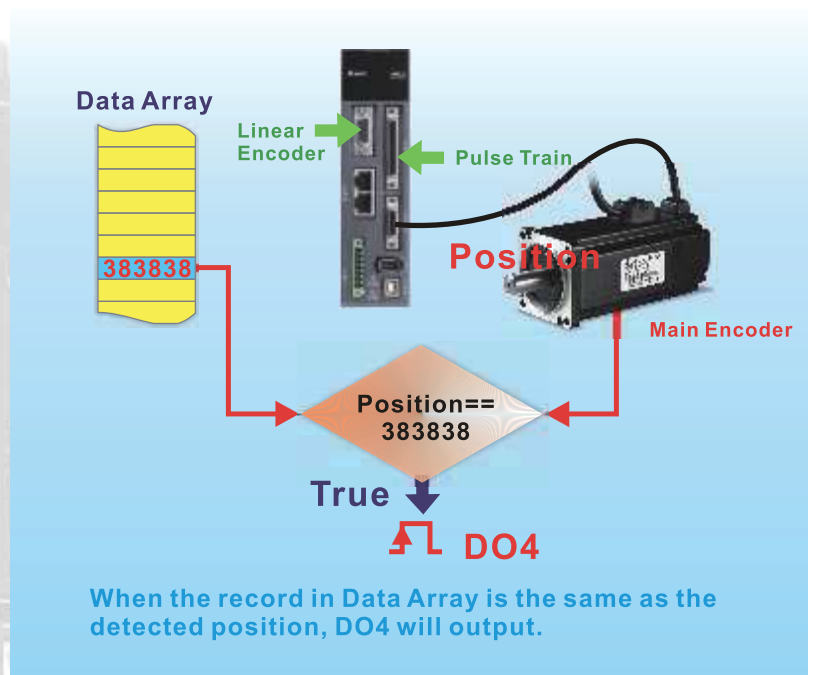 Data Array
Linear
Encoder
Pulse Train
383838
Position
Main Encoder
Position==
383838
True
DO4
When the record in Data Array is the same as the
detected position, DO4 will output.